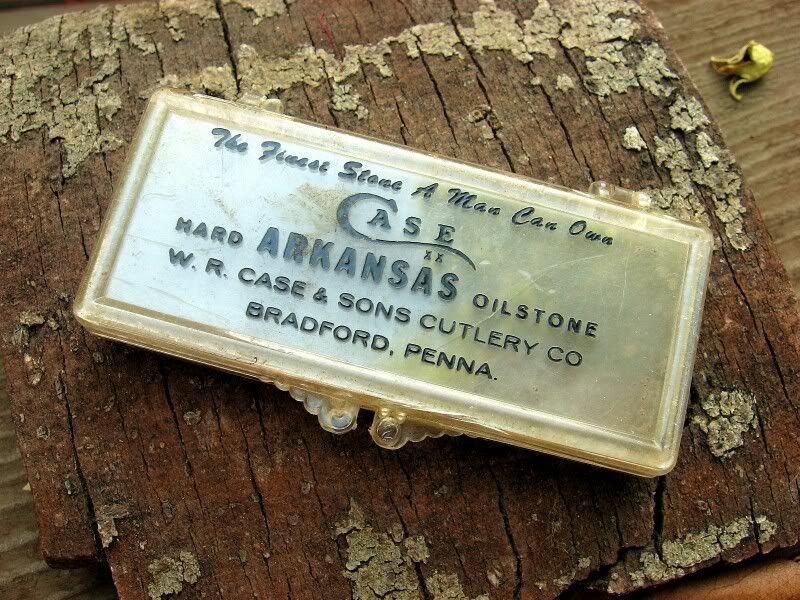 The Finest Stone A Man Can Own
CASE
XX
HARD ARKANSAS OILSTONE
W. R. CASE & SONS CUTLERY CO
BRADFORD, PENNA.